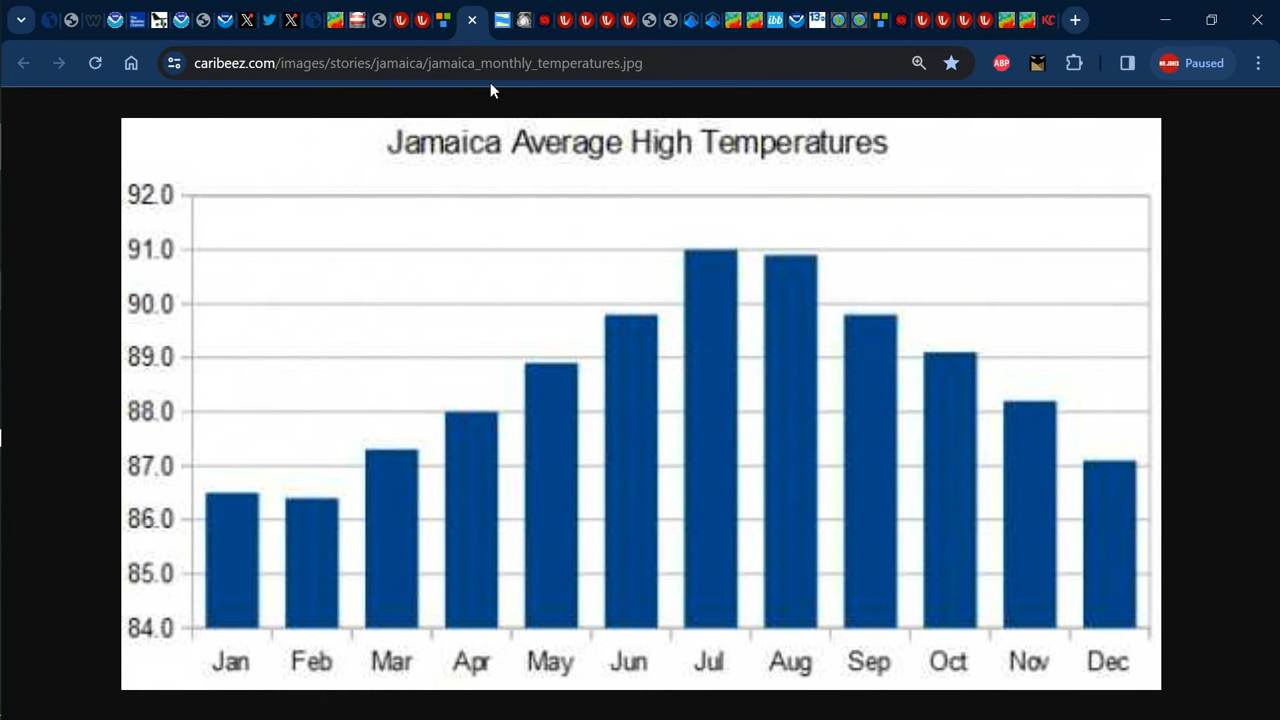 caribeez.com/images/stories/jamaica/jamaica_monthly_temperatures.jpg
ABP
Paused
Jamaica Average High Temperatures
92.0
91.0
90.0
89.0
88.0
87.0
86.0
85.0
84.0
Jan Feb Mar Apr May Jun Jul Aug Sep Oct Nov Dec